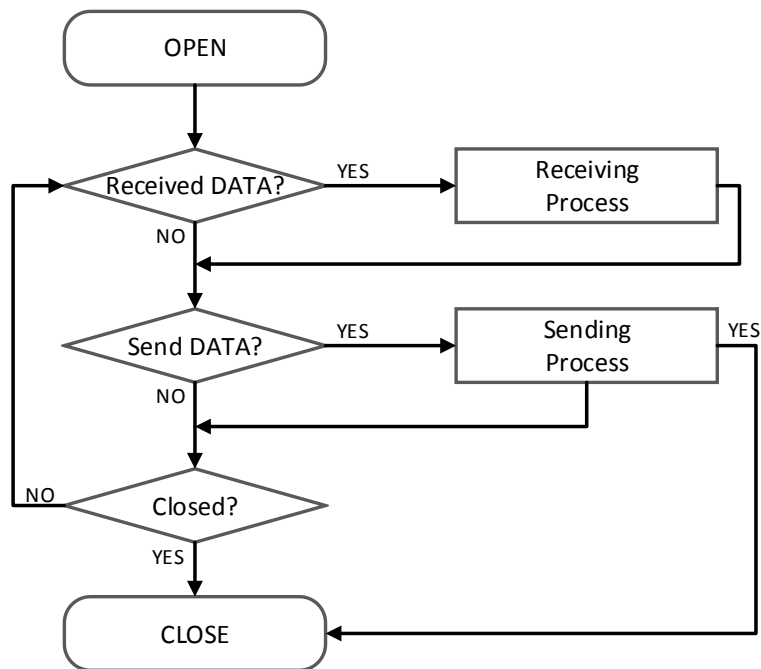 OPEN
Received DATA?
YES
Receiving
Process
NO
Send DATA?
YES
Sending
Process
YES
NO
Closed?
NO
YES
CLOSE